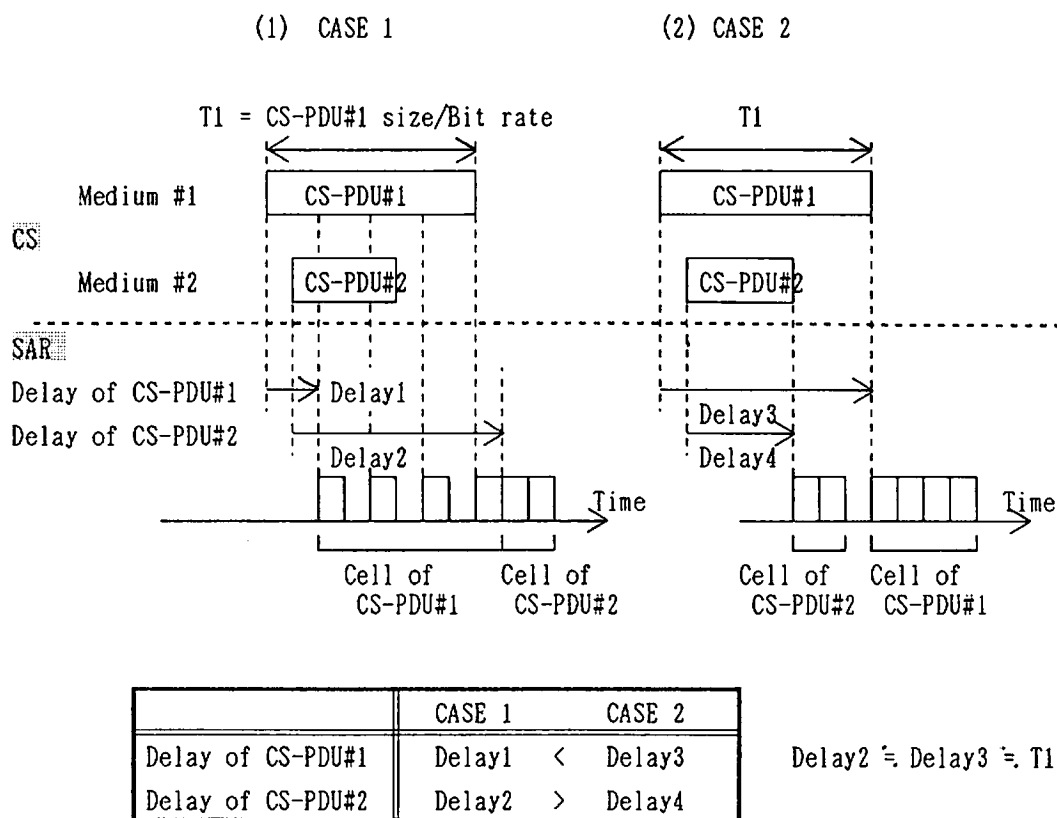 (1) CASE 1
(2) CASE 2
T1 = CS-PDU#1 size/Bit rate
T1
Medium #1
CS-PDU#1
CS-PDU#1
CS
Medium #2
CS-PDU#2
CS-PDU#2
SAR
Delay of CS-PDU#1
Delay1
Delay3
Delay of CS-PDU#2
Delay2
Delay4
Time
Time
Cell of
CS-PDU#1
Cell of
CS-PDU#2
Cell of
CS-PDU#2
Cell of
CS-PDU#1
CASE 1 CASE 2
Delay of CS-PDU#1 Delay1 < Delay3
Delay2 ≒ Delay3 ≒ T1
Delay of CS-PDU#2 Delay2 > Delay4